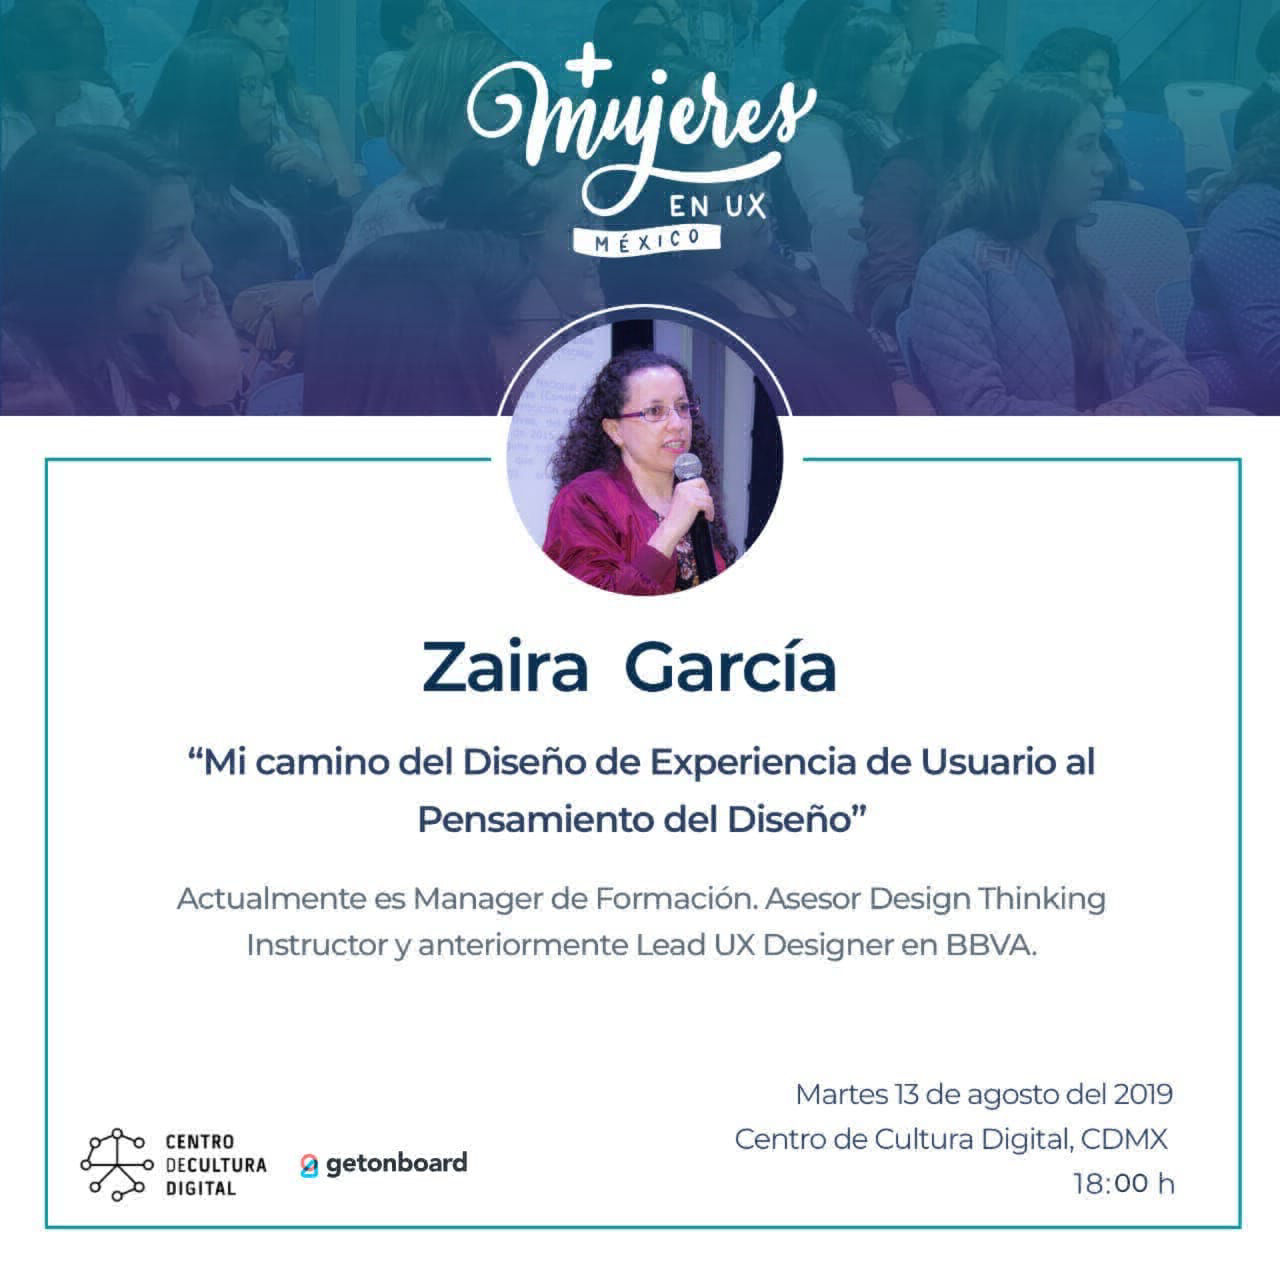 +mujeres
EN UX
MÉXICO
Zaira García
“Mi camino del Diseño de Experiencia de Usuario al
Pensamiento del Diseño”
Actualmente es Manager de Formación. Asesor Design Thinking
Instructor y anteriormente Lead UX Designer en BBVA.
Martes 13 de agosto del 2019
Centro de Cultura Digital, CDMX
18:00 h
CENTRO
DECULTURA
DIGITAL
getonboard